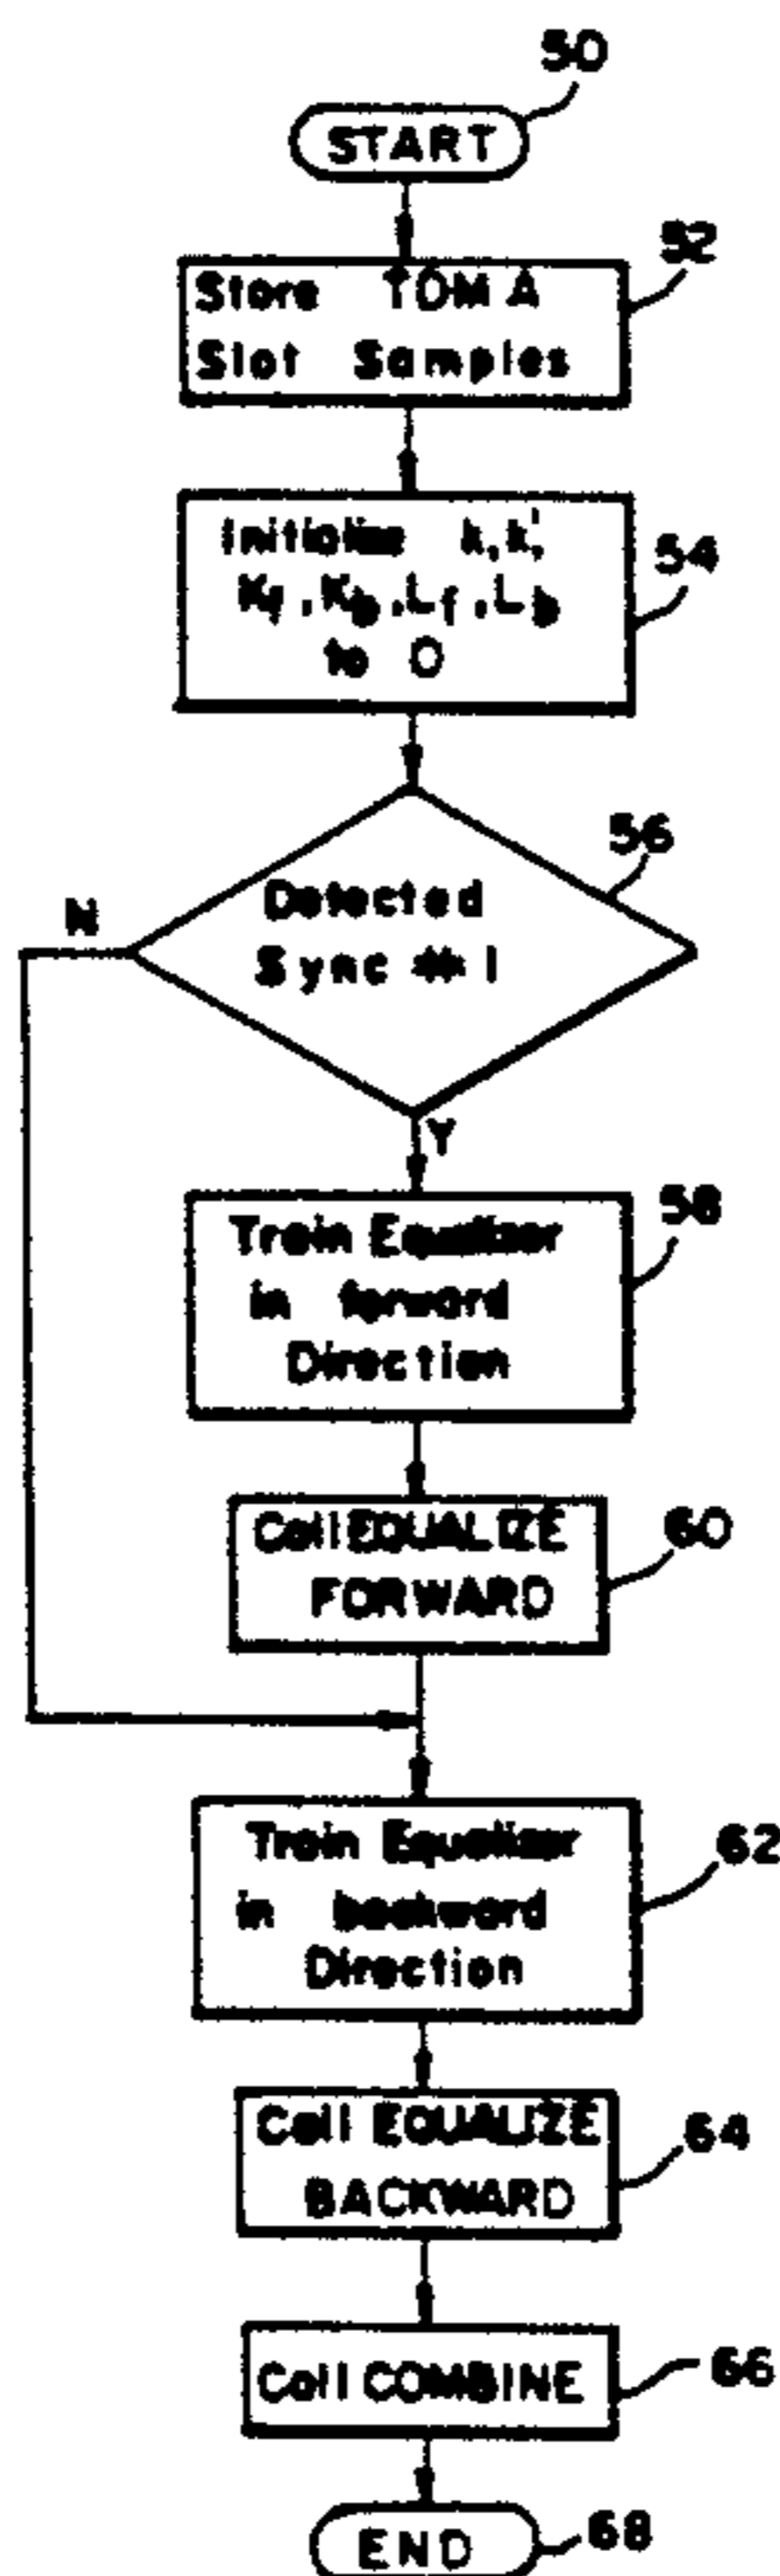 50
START
52
Store TDMA
Slot Samples
54
Initialize k, k',
Kf, Kb, Lf, Lb
to 0
56
Detected
Sync #1
N
Y
58
Train Equalizer
in forward
Direction
60
Call EQUALIZE
FORWARD
62
Train Equalizer
in backward
Direction
64
Call EQUALIZE
BACKWARD
66
Call COMBINE
68
END